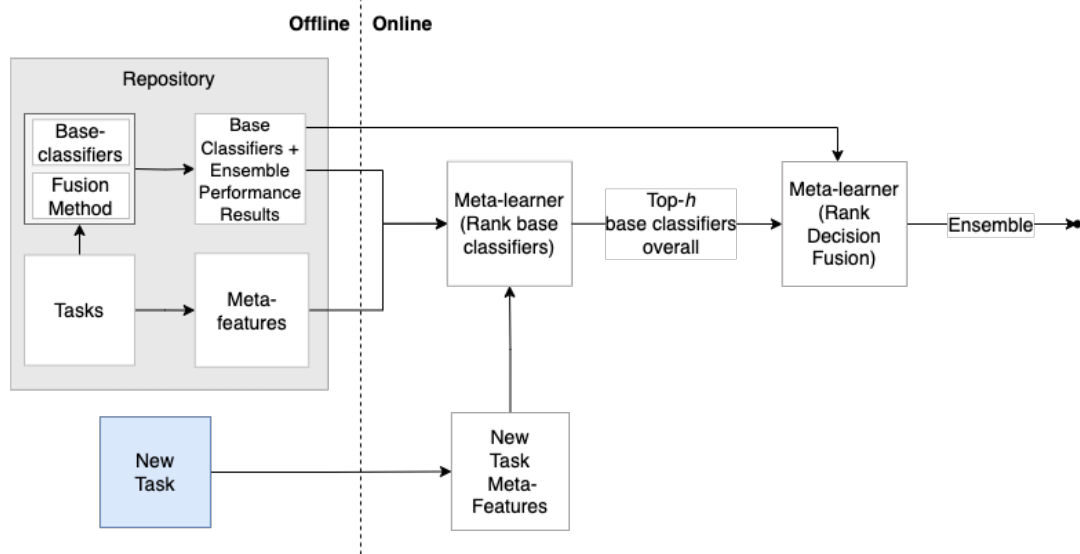 Offline
Online
Repository
Base-
classifiers
Fusion
Method
Base
Classifiers +
Ensemble
Performance
Results
Tasks
Meta-
features
Meta-learner
(Rank base
classifiers)
Top-h
base classifiers
overall
Meta-learner
(Rank
Decision
Fusion)
Ensemble
New
Task
New
Task
Meta-
Features